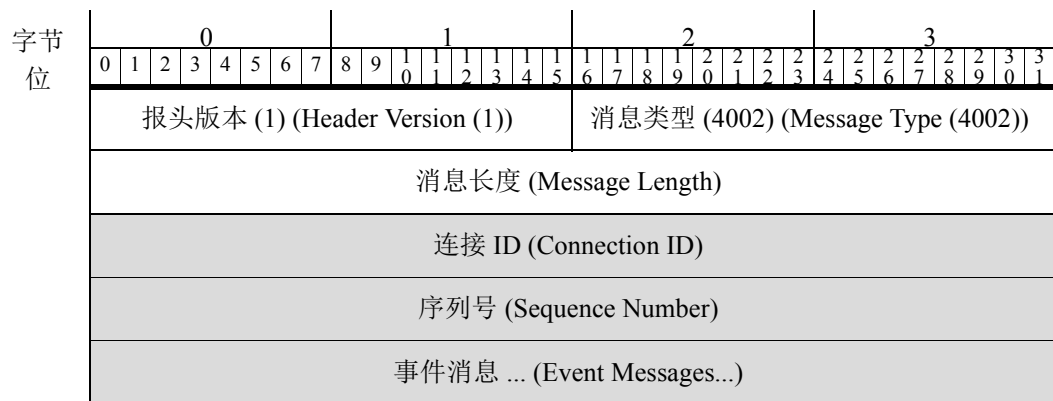 字节 0 1 2 3
位 0 1 2 3 4 5 6 7 8 9 10 11 12 13 14 15 16 17 18 19 20 21 22 23 24 25 26 27 28 29 30 31
报头版本 (1) (Header Version (1)) 消息类型 (4002) (Message Type (4002))
消息长度 (Message Length)
连接 ID (Connection ID)
序列号 (Sequence Number)
事件消息 ... (Event Messages...)